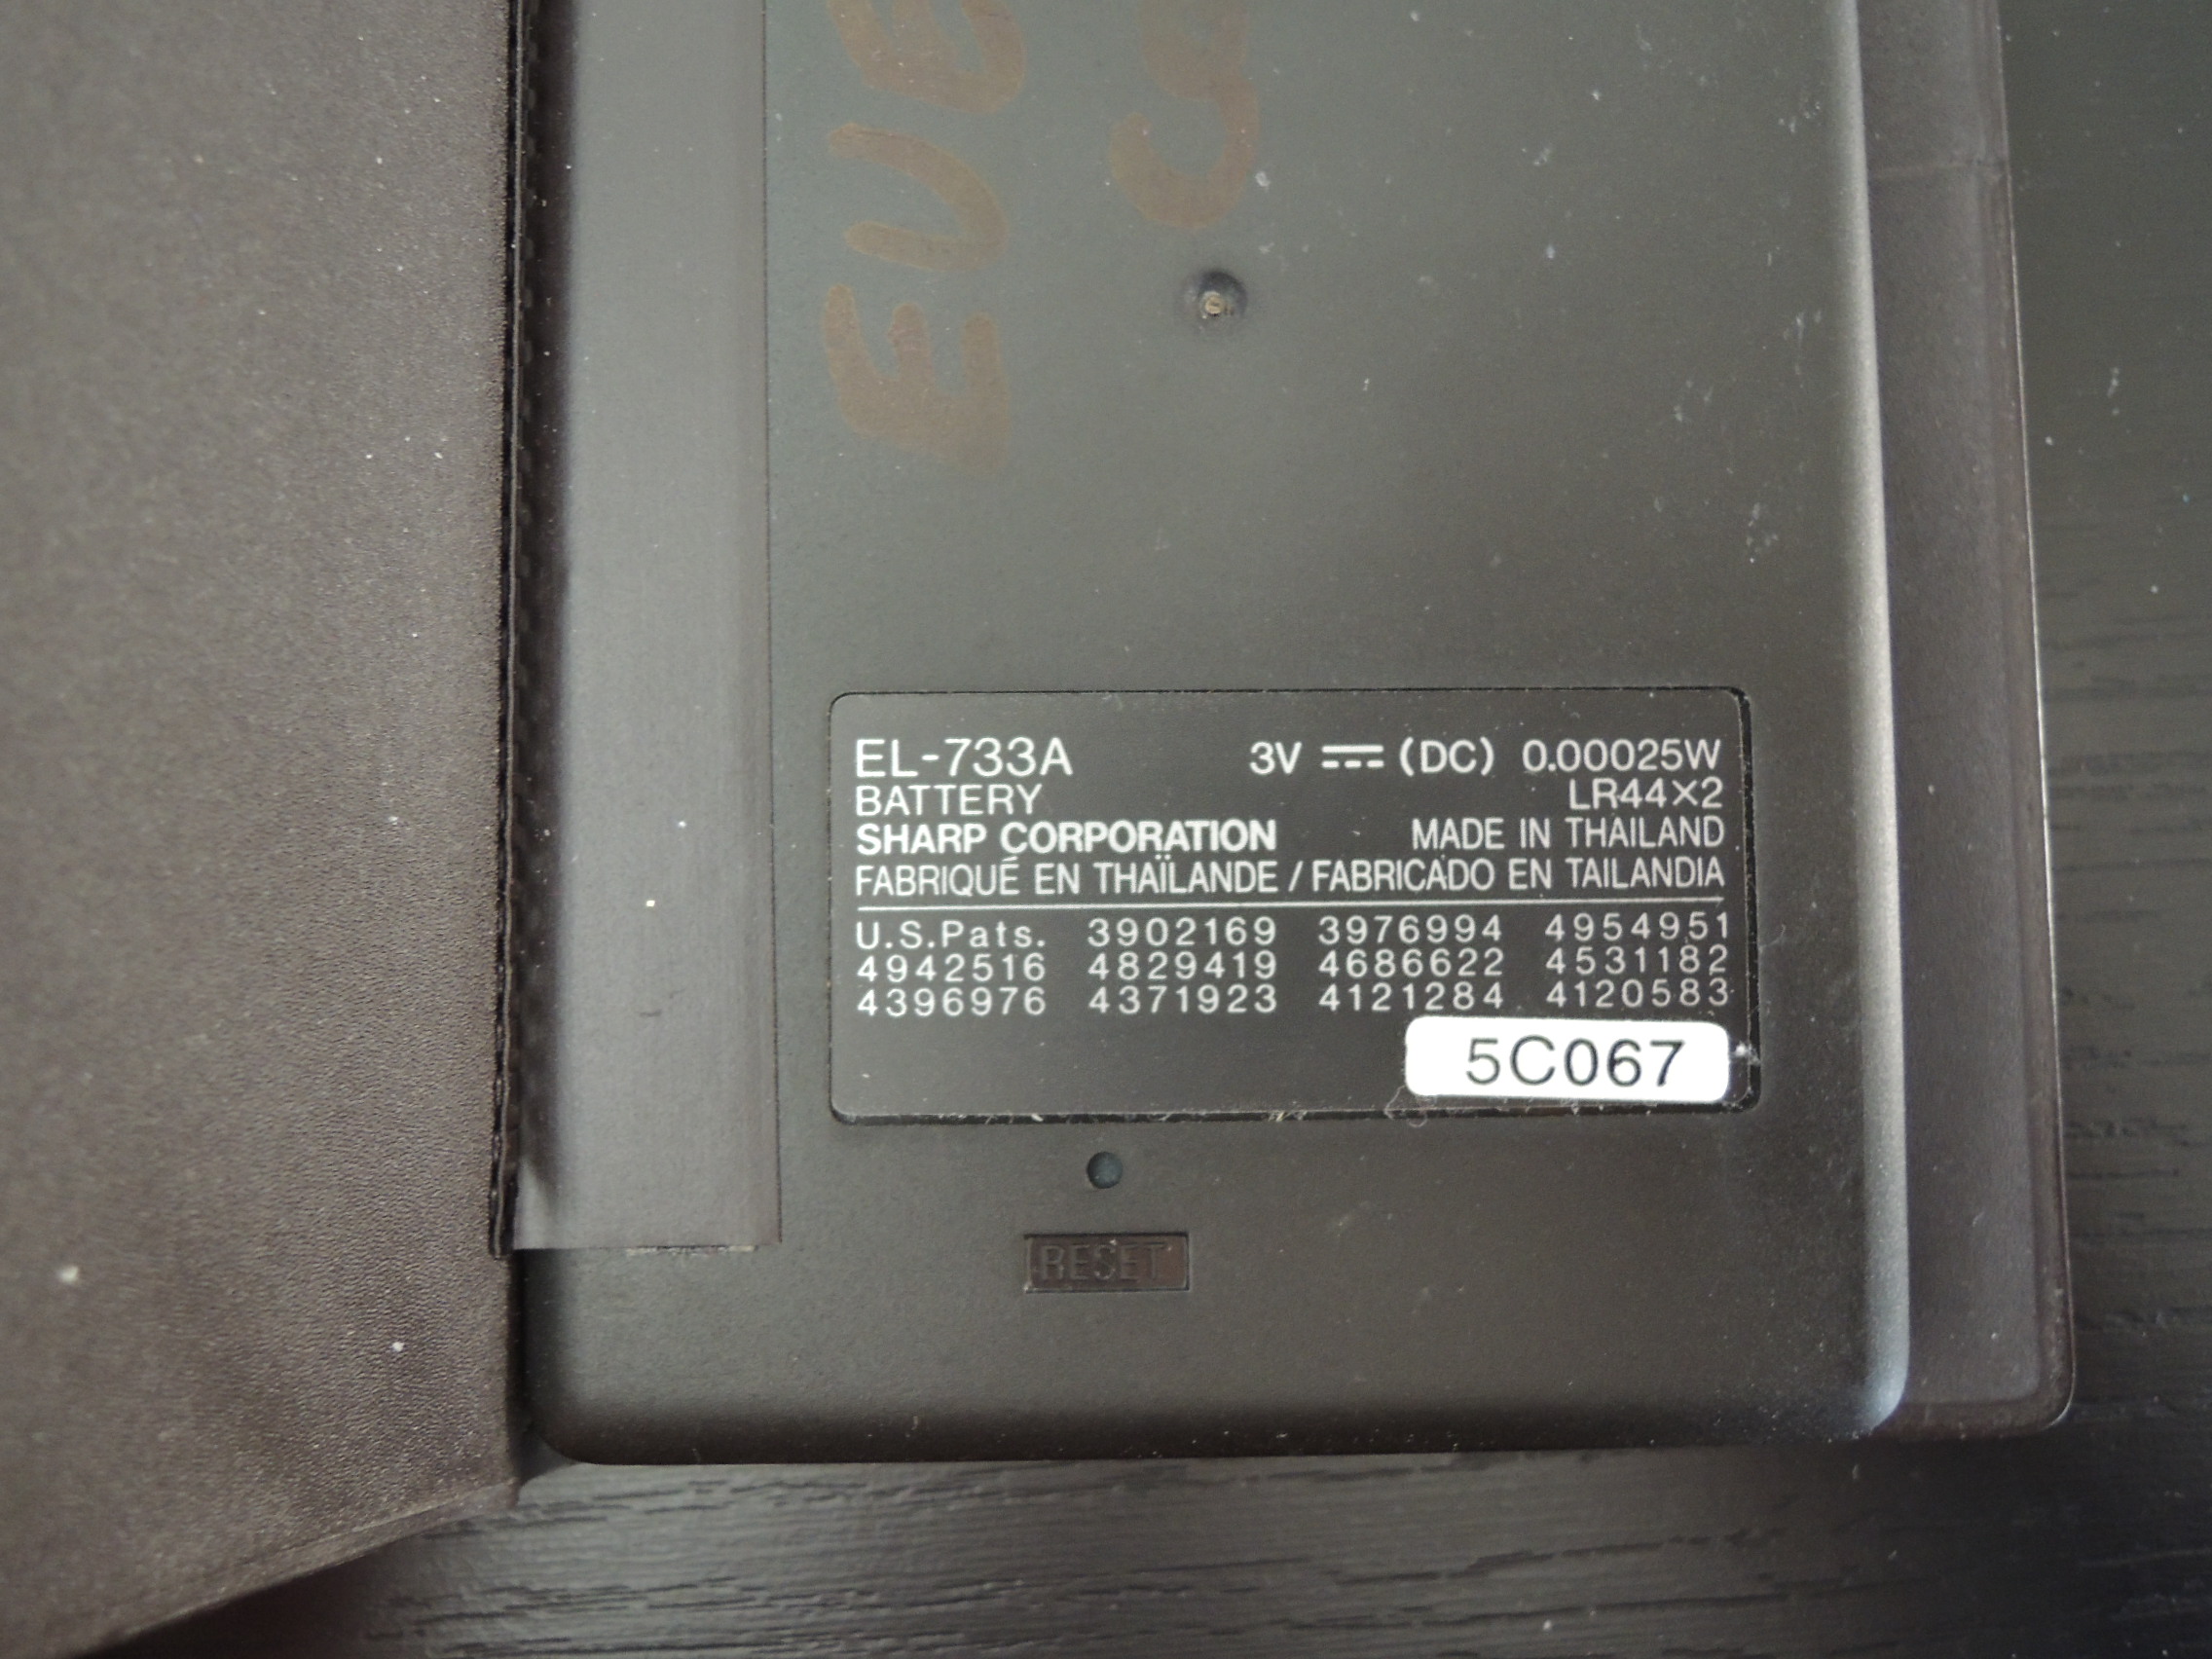 EL-733A 3V ⎓ (DC) 0.00025W
BATTERY LR44×2
SHARP CORPORATION MADE IN THAILAND
FABRIQUÉ EN THAÏLANDE / FABRICADO EN TAILANDIA
U.S.Pats. 3902169 3976994 4954951
4942516 4829419 4686622 4531182
4396976 4371923 4121284 4120583
5C067
RESET